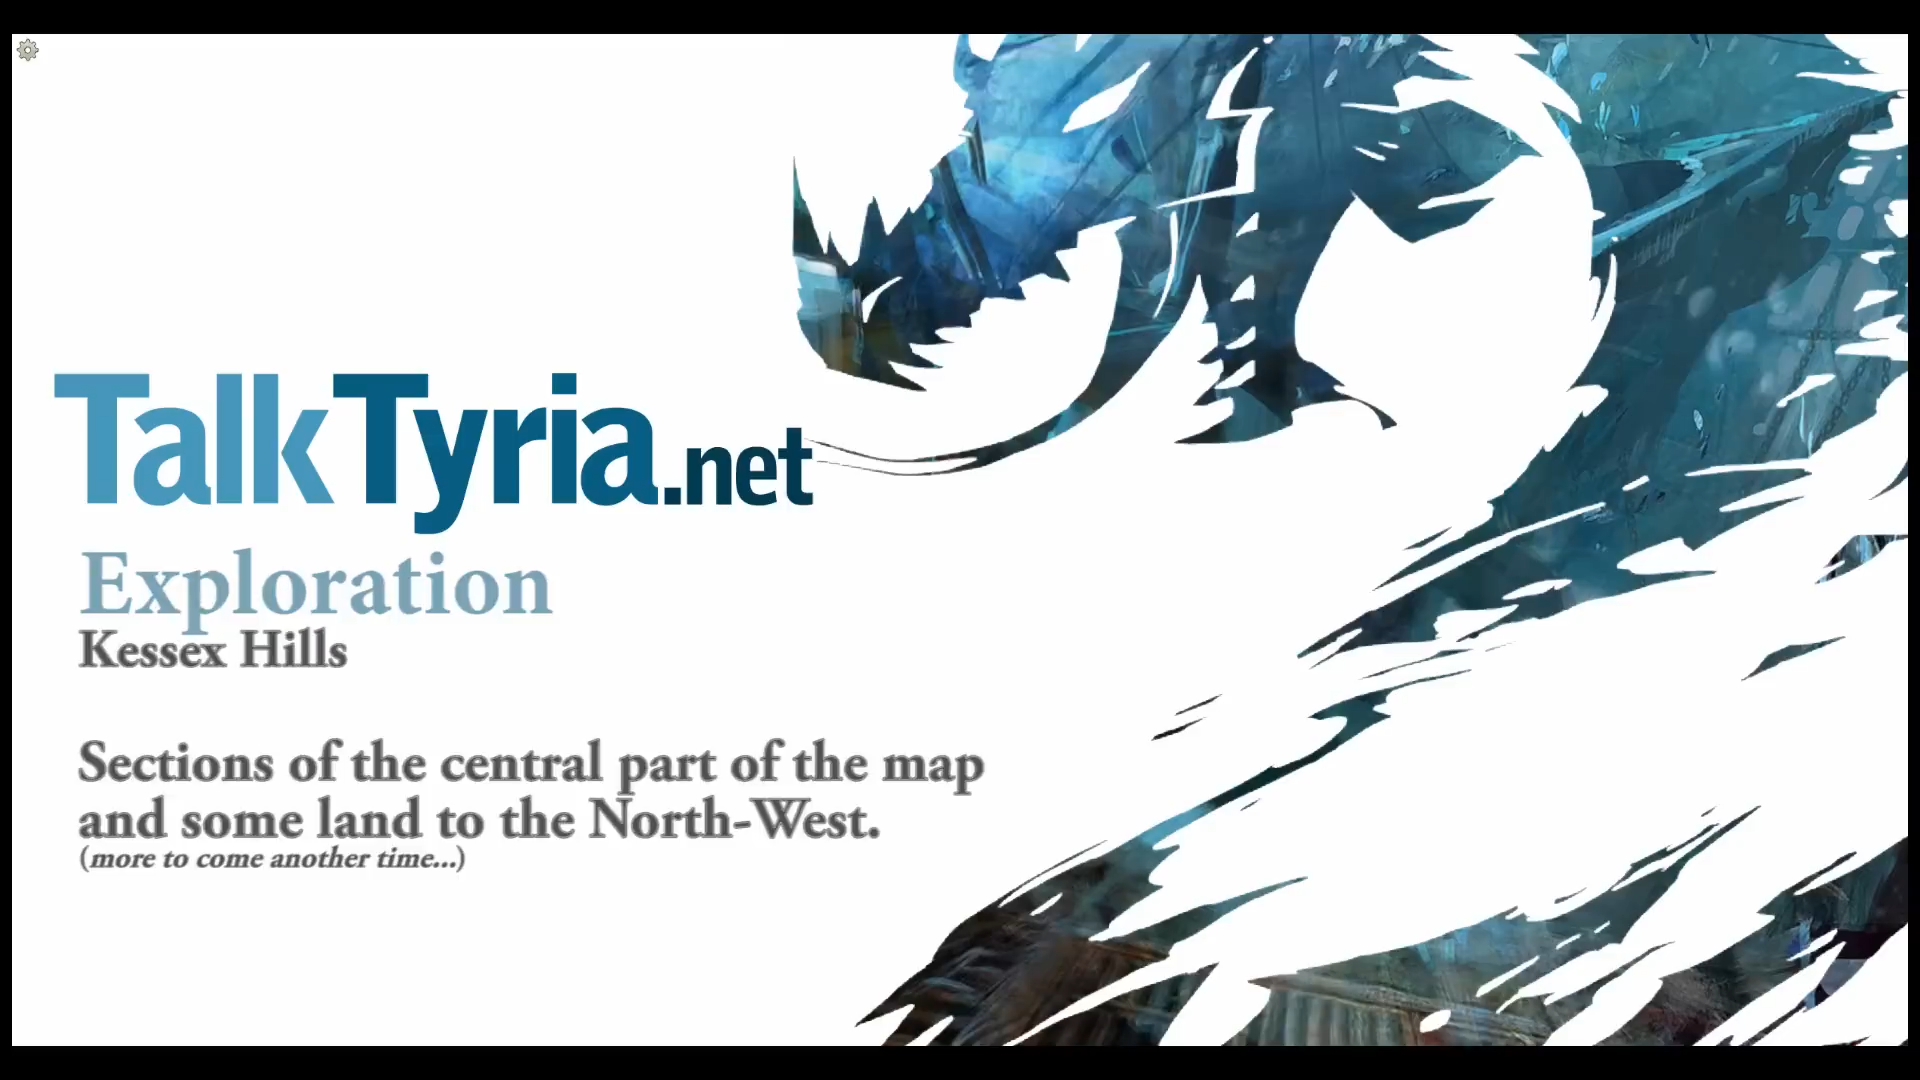 TalkTyria.net
Exploration
Kessex Hills
Sections of the central part of the map
and some land to the North-West.
(more to come another time...)